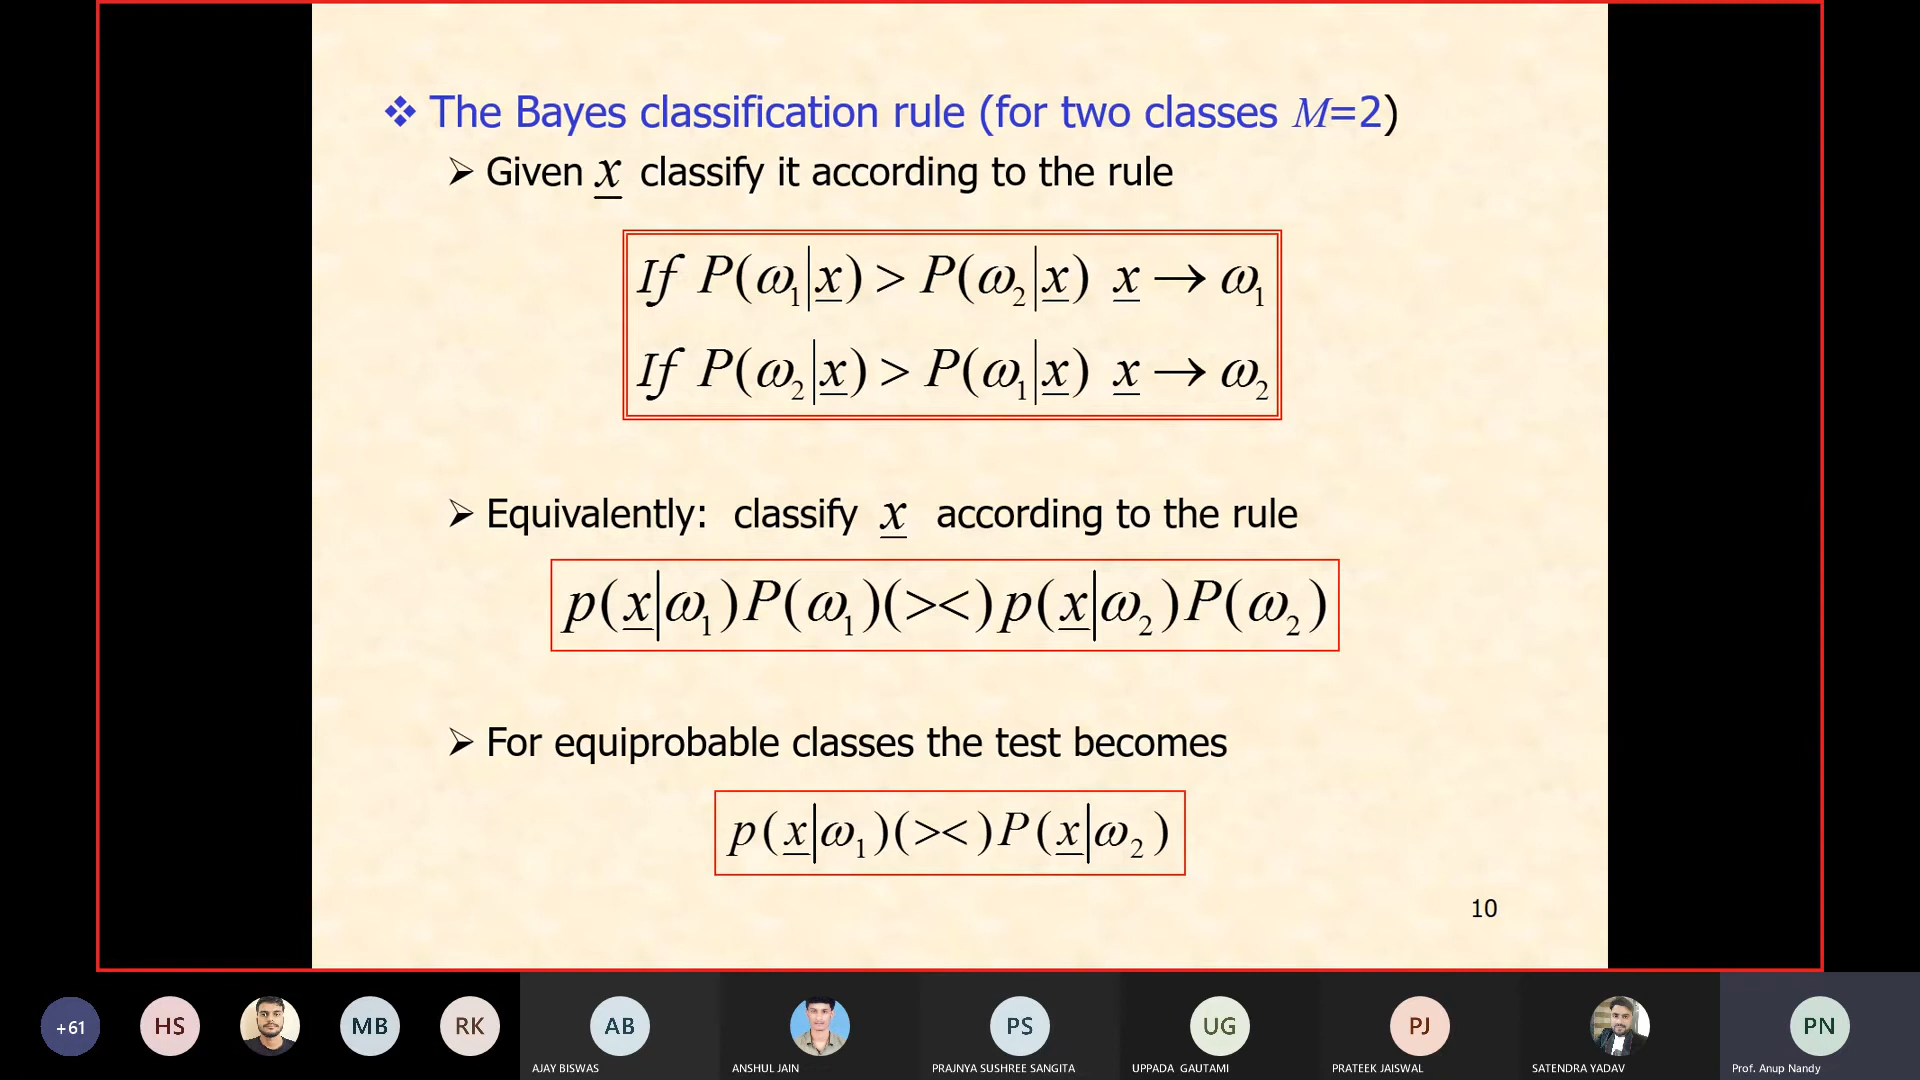 ❖ The Bayes classification rule (for two classes M=2)
➢ Given x classify it according to the rule
If P(ω₁|x) > P(ω₂|x) x → ω₁
If P(ω₂|x) > P(ω₁|x) x → ω₂
➢ Equivalently: classify x according to the rule
p(x|ω₁)P(ω₁)(><)p(x|ω₂)P(ω₂)
➢ For equiprobable classes the test becomes
p(x|ω₁)(><)P(x|ω₂)
10
+61 HS MB RK AB PS UG PJ PN
AJAY BISWAS ANSHUL JAIN PRAJNYA SUSHREE SANGITA UPPADA GAUTAMI PRATEEK JAISWAL SATENDRA YADAV Prof. Anup Nandy